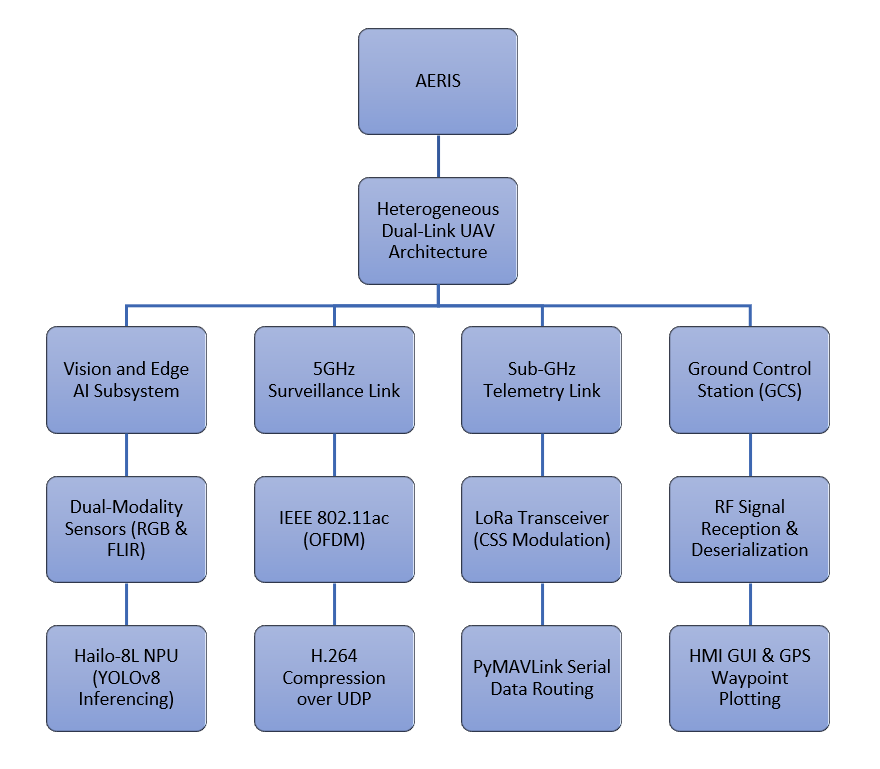 AERIS
Heterogeneous
Dual-Link UAV
Architecture
Vision and Edge
AI Subsystem
5GHz
Surveillance Link
Sub-GHz
Telemetry Link
Ground Control
Station (GCS)
Dual-Modality
Sensors (RGB &
FLIR)
IEEE 802.11ac
(OFDM)
LoRa Transceiver
(CSS Modulation)
RF Signal
Reception &
Deserialization
Hailo-8L NPU
(YOLOv8
Inferencing)
H.264
Compression
over UDP
PyMAVLink Serial
Data Routing
HMI GUI & GPS
Waypoint
Plotting